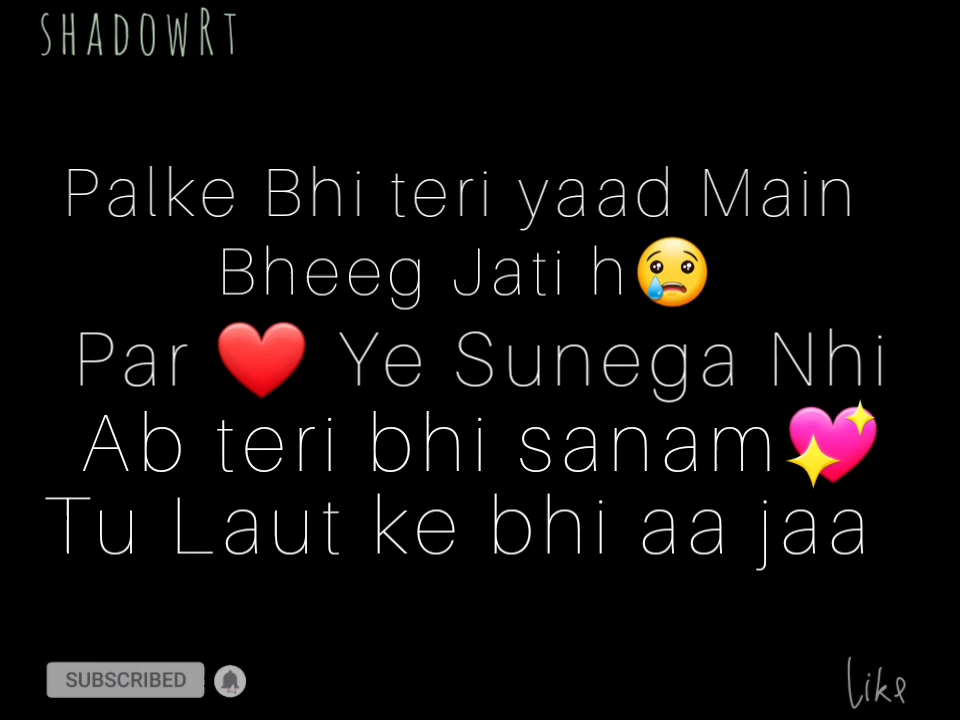 SHADOWRT
Palke Bhi teri yaad Main
Bheeg Jati h😢
Par ❤️ Ye Sunega Nhi
Ab teri bhi sanam💖
Tu Laut ke bhi aa jaa
SUBSCRIBED
Like